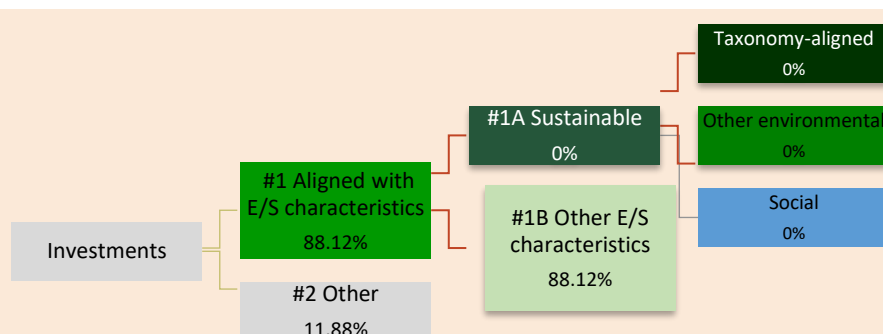 Investments
#1 Aligned with
E/S characteristics
88.12%
#2 Other
11.88%
#1A Sustainable
0%
#1B Other E/S
characteristics
88.12%
Taxonomy-aligned
0%
Other environmental
0%
Social
0%